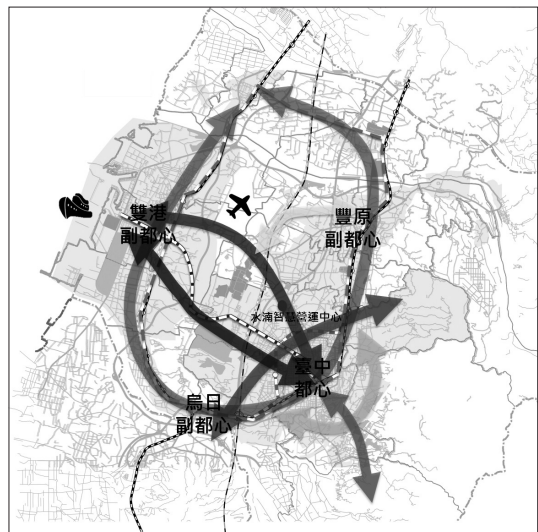 雙港
副都心
豐原
副都心
水湳智慧營運中心
臺中
都心
烏日
副都心